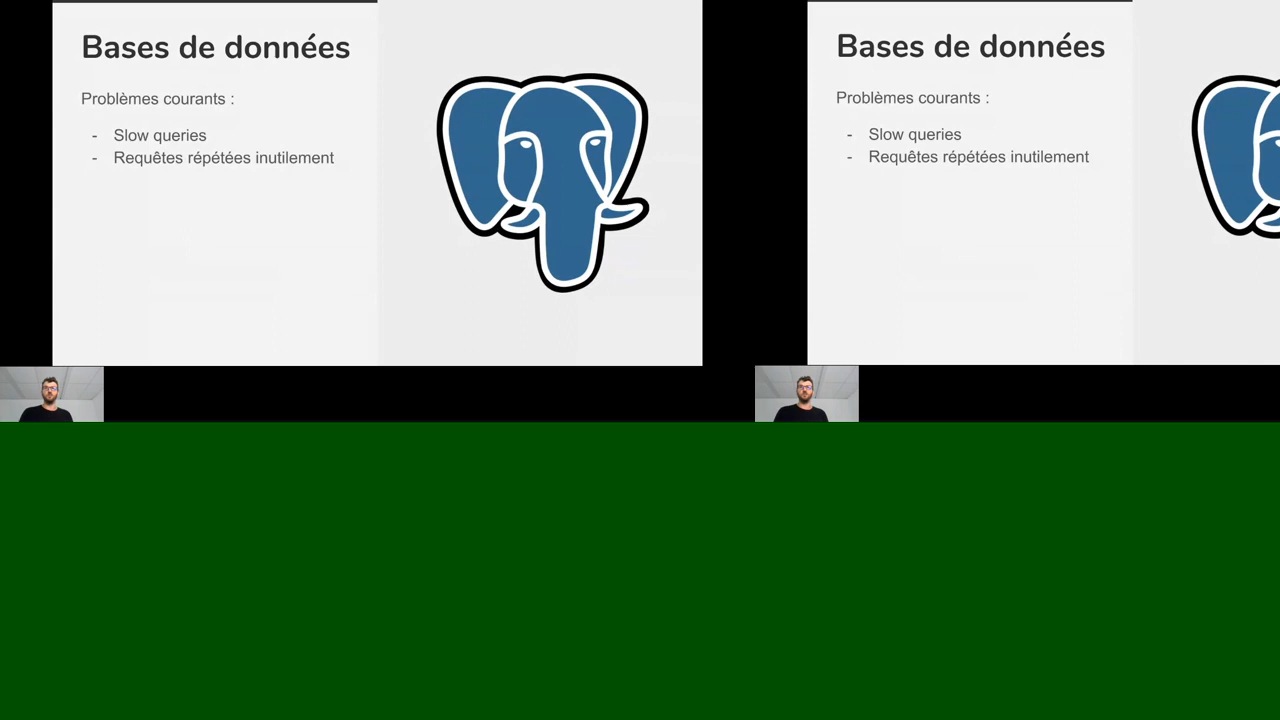 Bases de données
Problèmes courants :
- Slow queries
- Requêtes répétées inutilement
Bases de données
Problèmes courants :
- Slow queries
- Requêtes répétées inutilement